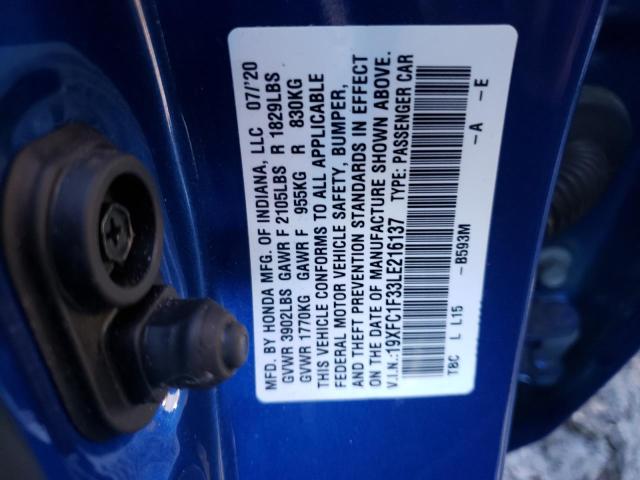 MFD. BY HONDA MFG. OF INDIANA, LLC 07/'20
GVWR 3902LBS GAWR F 2105LBS R 1829LBS
GVWR 1770KG GAWR F 955KG R 830KG
THIS VEHICLE CONFORMS TO ALL APPLICABLE
FEDERAL MOTOR VEHICLE SAFETY, BUMPER,
AND THEFT PREVENTION STANDARDS IN EFFECT
ON THE DATE OF MANUFACTURE SHOWN ABOVE.
V.I.N.:19XFC1F33LE216137 TYPE: PASSENGER CAR
TBC L L15 -B593M -A -E